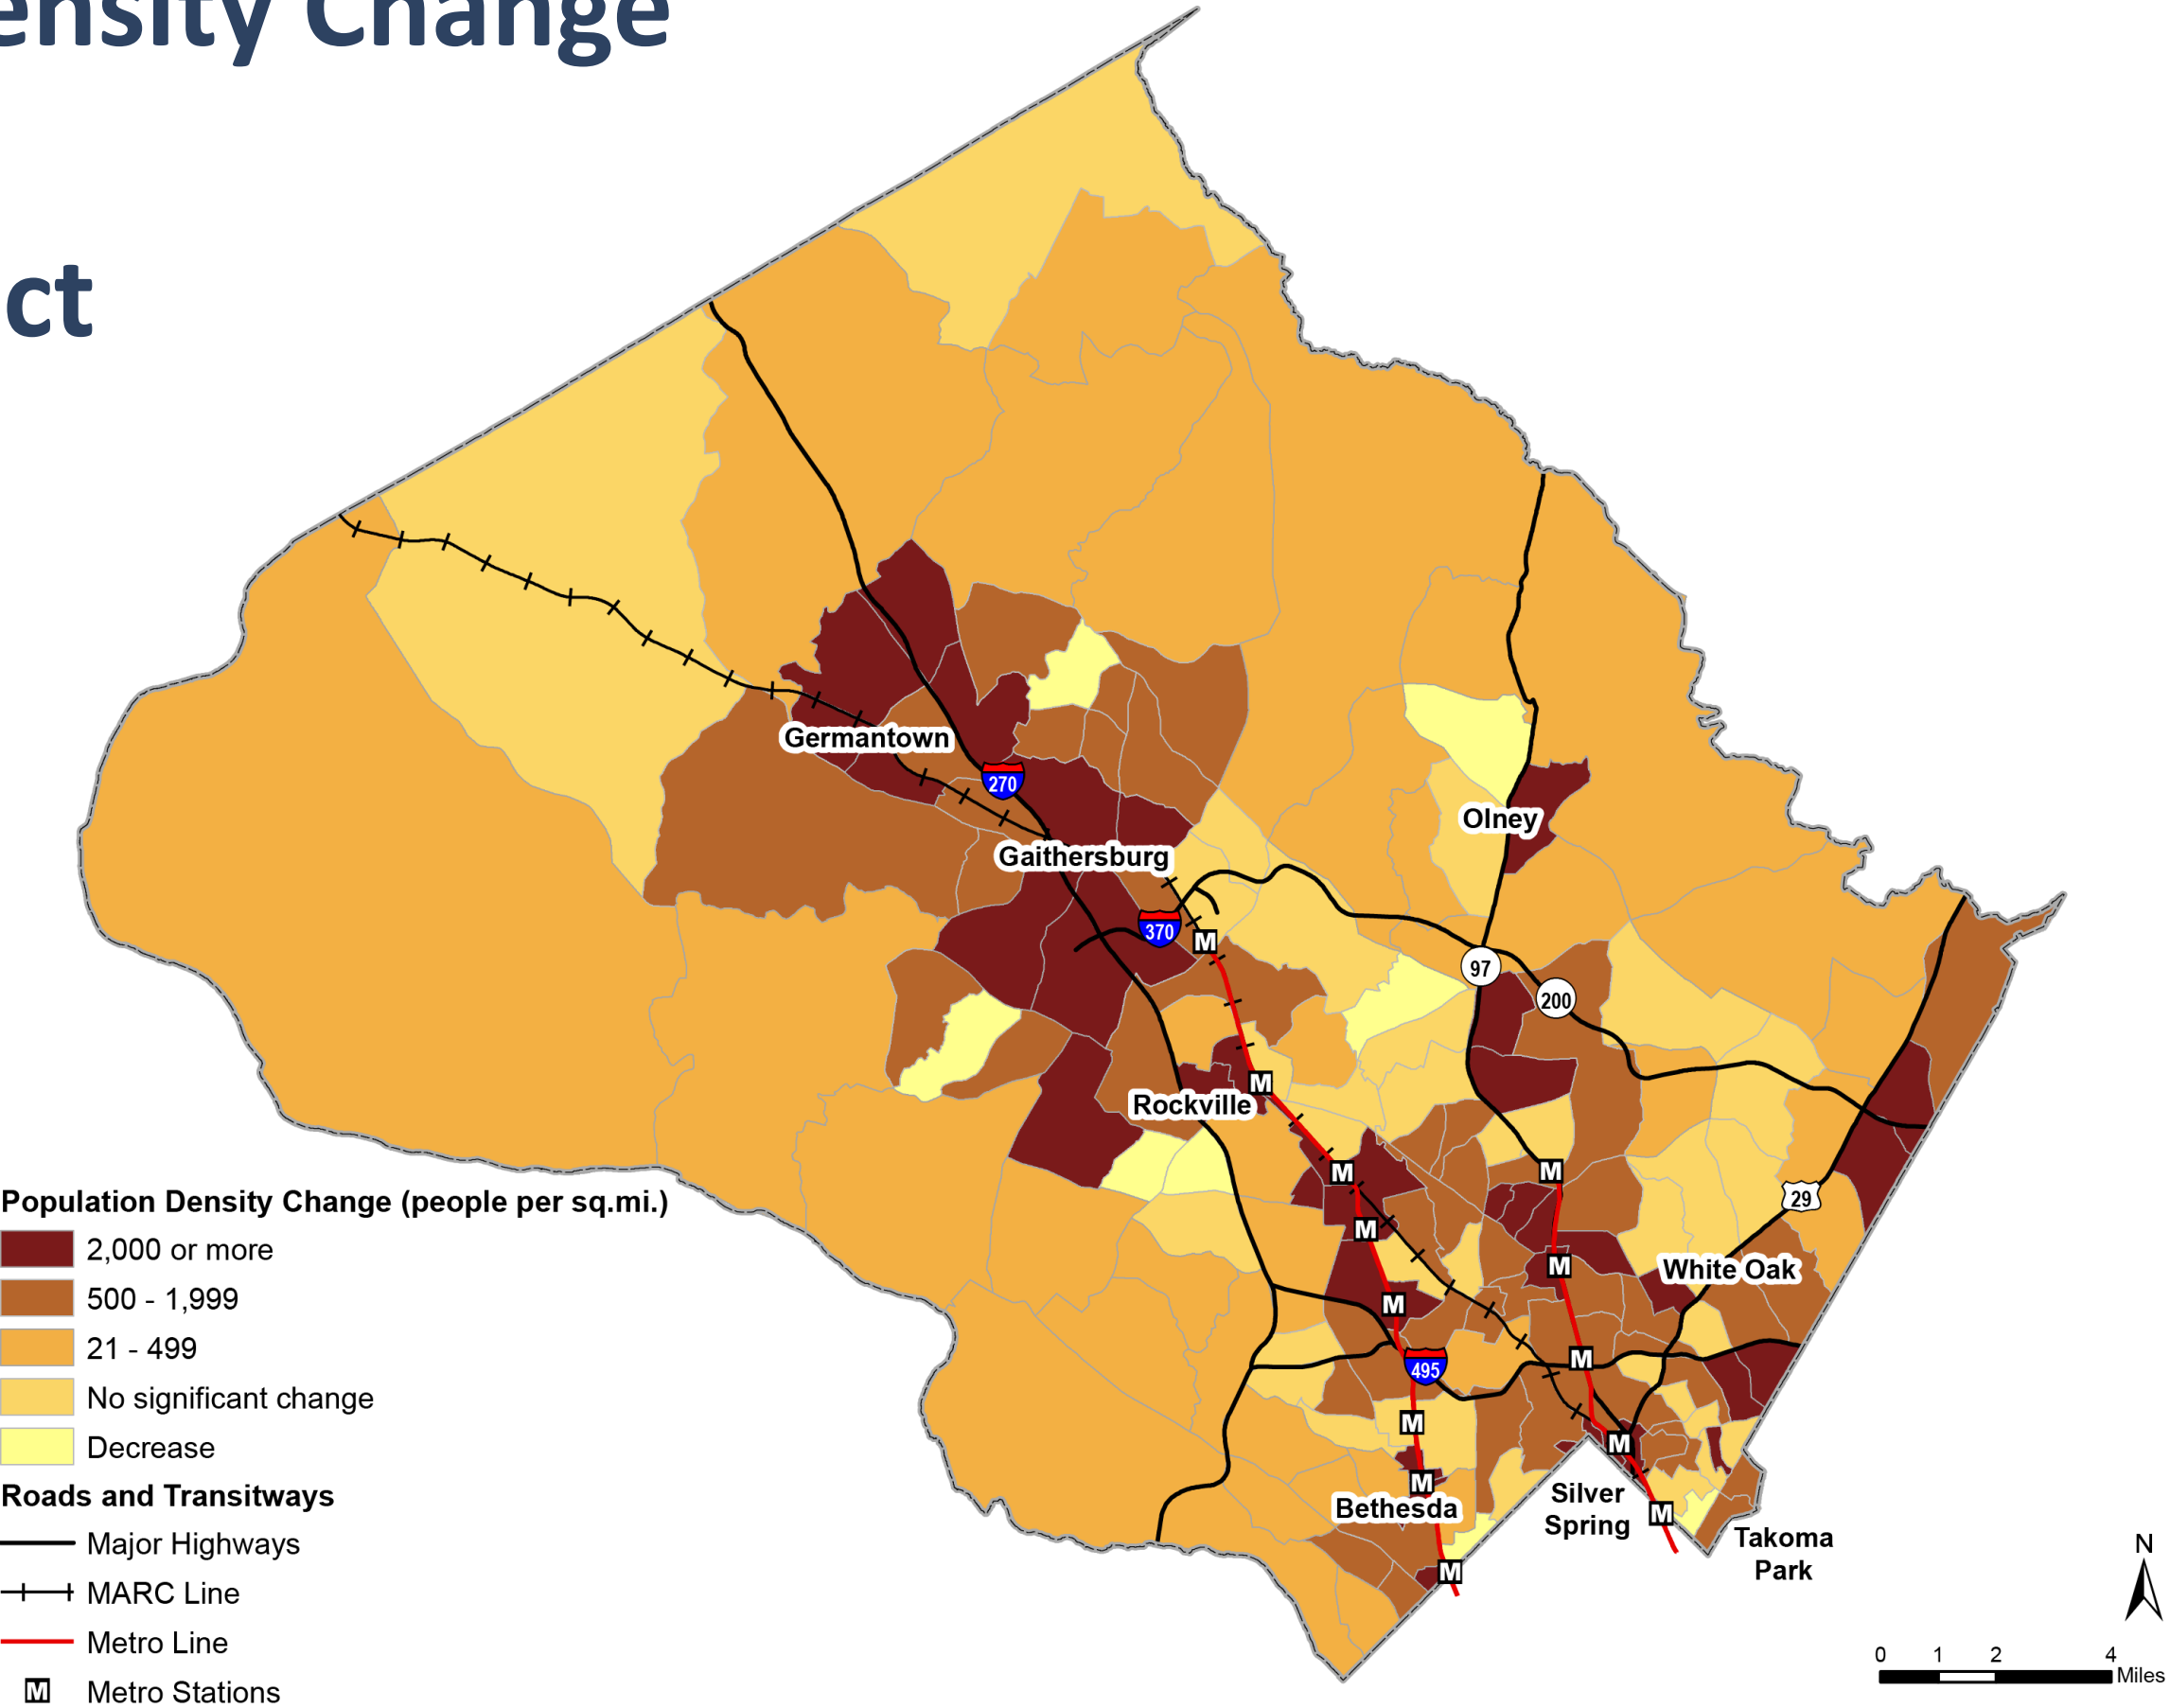 ensity Change
ct
Germantown
270
Gaithersburg
370
Olney
97
200
Rockville
29
White Oak
495
Bethesda
Silver
Spring
Takoma
Park
M
M
M
M
M
M
M
M
M
M
M
M
M
Population Density Change (people per sq.mi.)
2,000 or more
500 - 1,999
21 - 499
No significant change
Decrease
Roads and Transitways
Major Highways
MARC Line
Metro Line
M Metro Stations
N
0 1 2 4
Miles